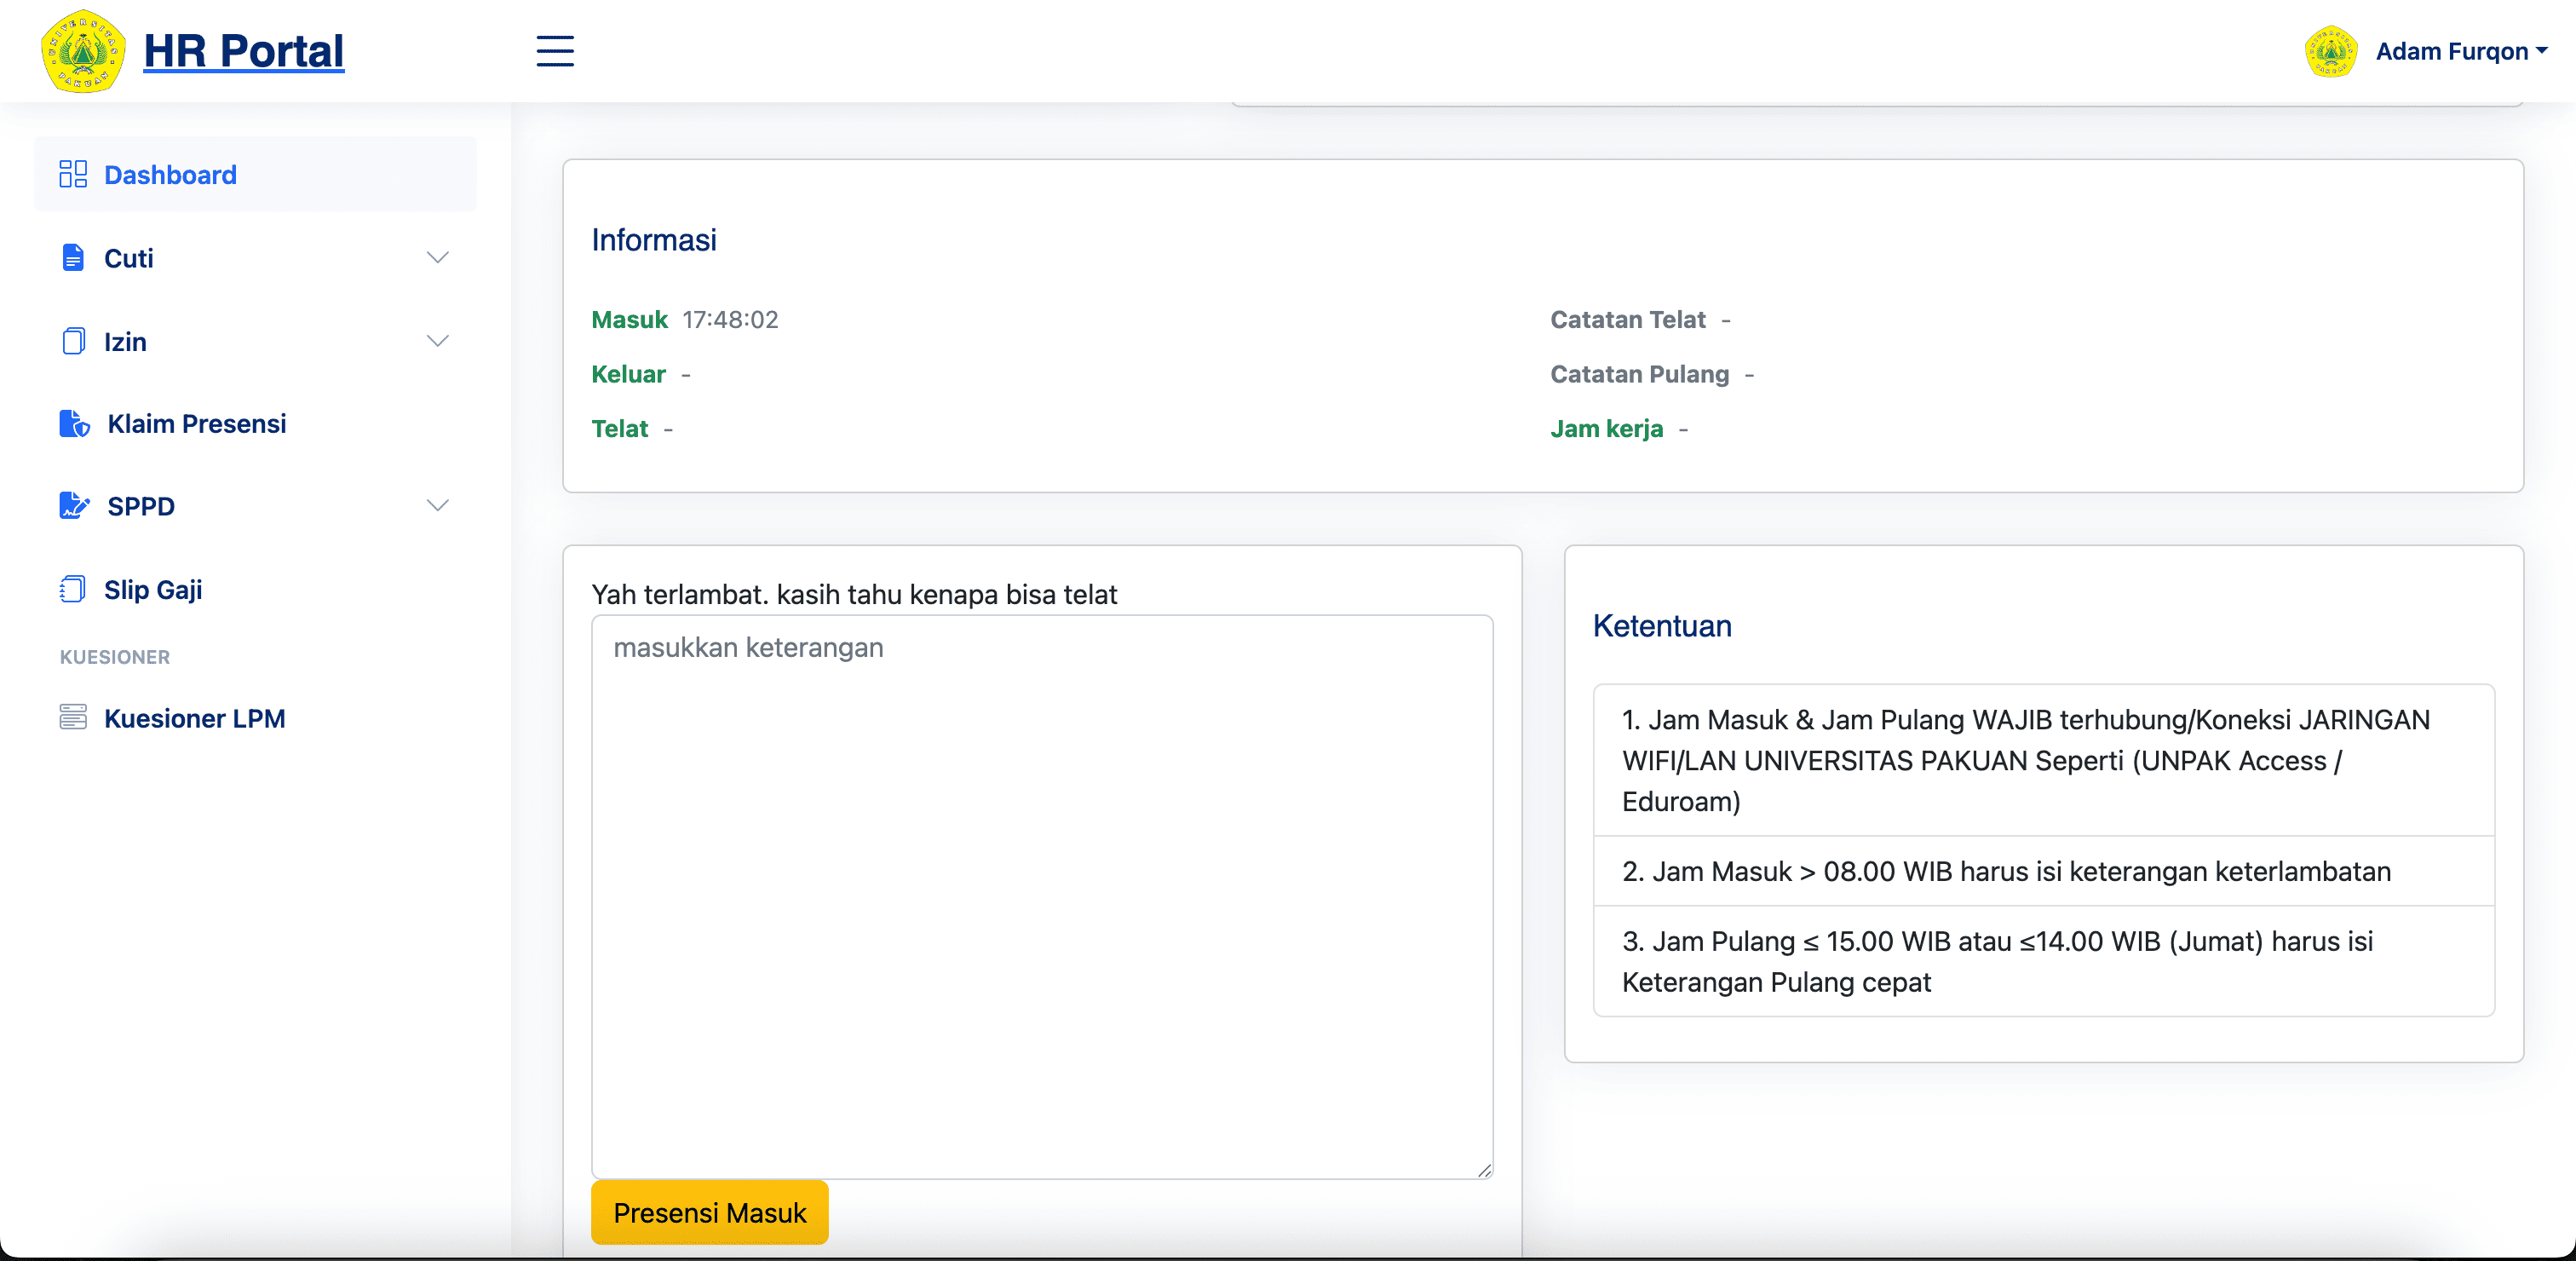 UNIVERSITAS
PAKUAN
HR Portal
Adam Furqon
Dashboard
Cuti
Izin
Klaim Presensi
SPPD
Slip Gaji
KUESIONER
Kuesioner LPM
Informasi
Masuk 17:48:02
Keluar -
Telat -
Catatan Telat -
Catatan Pulang -
Jam kerja -
Yah terlambat. kasih tahu kenapa bisa telat
masukkan keterangan
Presensi Masuk
Ketentuan
1. Jam Masuk & Jam Pulang WAJIB terhubung/Koneksi JARINGAN
WIFI/LAN UNIVERSITAS PAKUAN Seperti (UNPAK Access /
Eduroam)
2. Jam Masuk > 08.00 WIB harus isi keterangan keterlambatan
3. Jam Pulang ≤ 15.00 WIB atau ≤14.00 WIB (Jumat) harus isi
Keterangan Pulang cepat